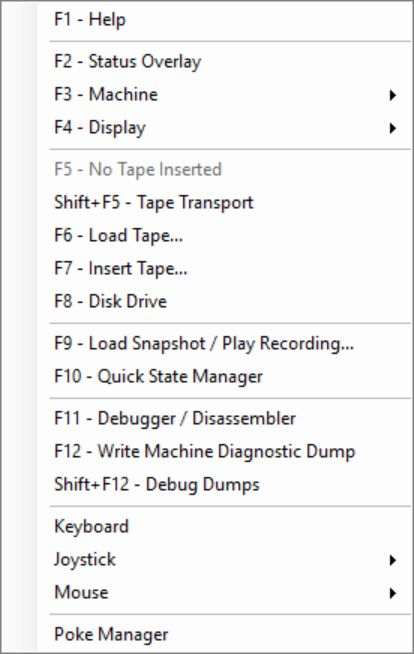 F1 - Help
F2 - Status Overlay
F3 - Machine
F4 - Display
F5 - No Tape Inserted
Shift+F5 - Tape Transport
F6 - Load Tape...
F7 - Insert Tape...
F8 - Disk Drive
F9 - Load Snapshot / Play Recording...
F10 - Quick State Manager
F11 - Debugger / Disassembler
F12 - Write Machine Diagnostic Dump
Shift+F12 - Debug Dumps
Keyboard
Joystick
Mouse
Poke Manager